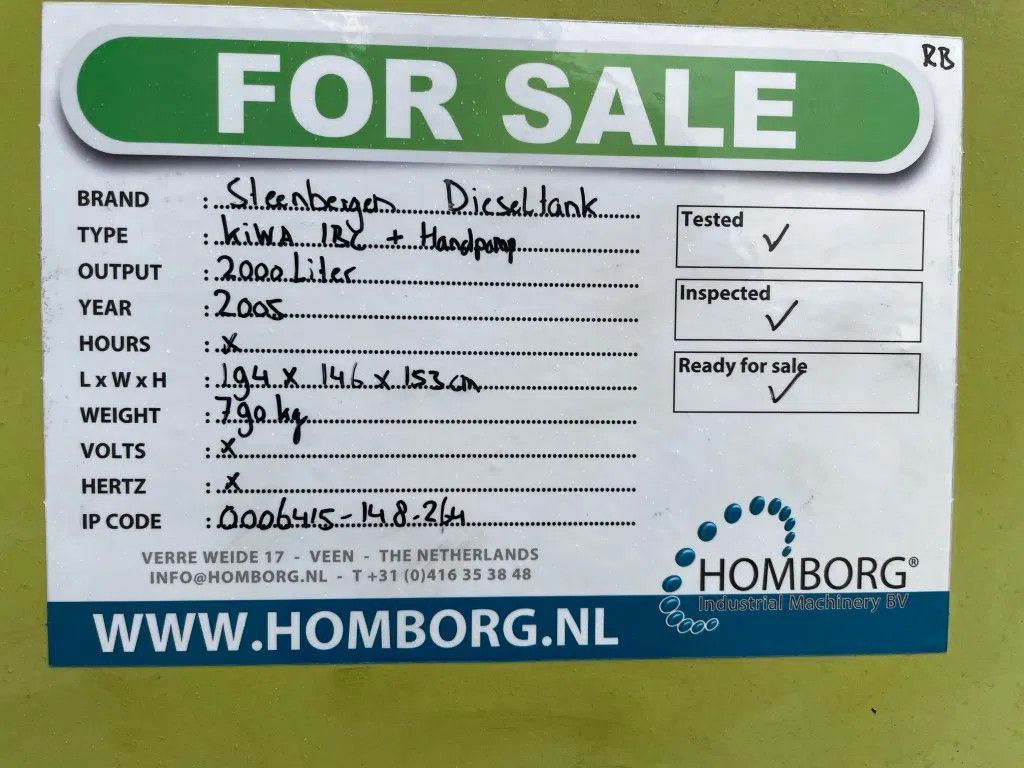 FOR SALE
RB
BRAND : Steenbergen Dieseltank
TYPE : KIWA IBC + Handpomp
OUTPUT : 2000 Liter
YEAR : 2005
HOURS : x
L x W x H : 194 x 146 x 153 cm
WEIGHT : 790 kg
VOLTS : x
HERTZ : x
IP CODE : 0006415-148-264
Tested ✓
Inspected ✓
Ready for sale ✓
VERRE WEIDE 17 - VEEN - THE NETHERLANDS
INFO@HOMBORG.NL - T +31 (0)416 35 38 48
HOMBORG®
Industrial Machinery BV
WWW.HOMBORG.NL